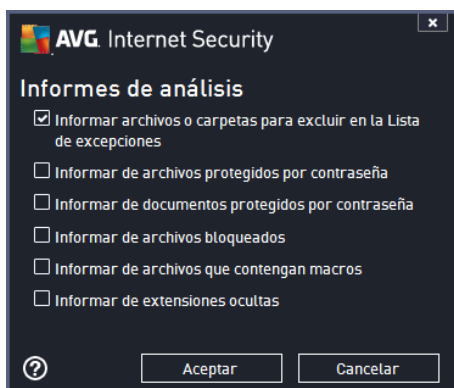 AVG. Internet Security
x
Informes de análisis
Informar archivos o carpetas para excluir en la Lista
de excepciones
Informar de archivos protegidos por contraseña
Informar de documentos protegidos por contraseña
Informar de archivos bloqueados
Informar de archivos que contengan macros
Informar de extensiones ocultas
? Aceptar Cancelar